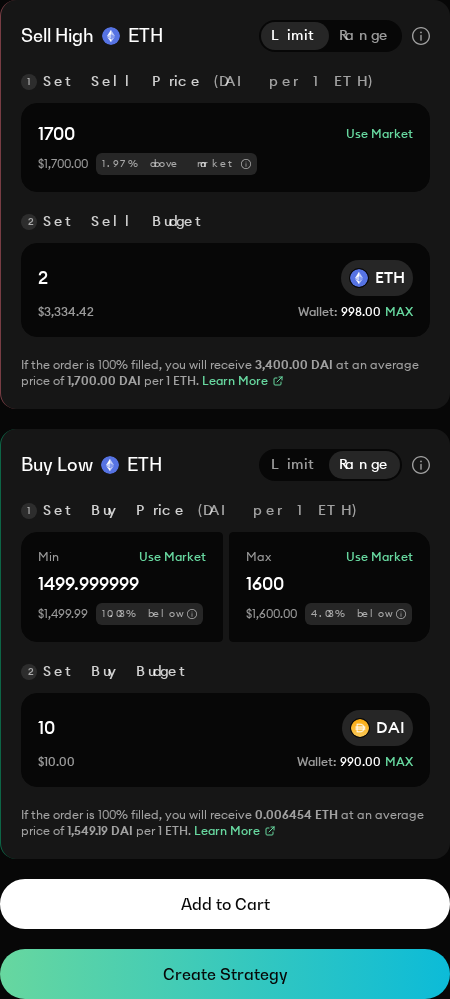 Sell High ETH Limit Range
1 Set Sell Price (DAI per 1 ETH)
1700 Use Market
$1,700.00 1.97% above market
2 Set Sell Budget
2 ETH
$3,334.42 Wallet: 998.00 MAX
If the order is 100% filled, you will receive 3,400.00 DAI at an average
price of 1,700.00 DAI per 1 ETH. Learn More
Buy Low ETH Limit Range
1 Set Buy Price (DAI per 1 ETH)
Min Use Market Max Use Market
1499.999999 1600
$1,499.99 10.03% below $1,600.00 4.03% below
2 Set Buy Budget
10 DAI
$10.00 Wallet: 990.00 MAX
If the order is 100% filled, you will receive 0.006454 ETH at an average
price of 1,549.19 DAI per 1 ETH. Learn More
Add to Cart
Create Strategy